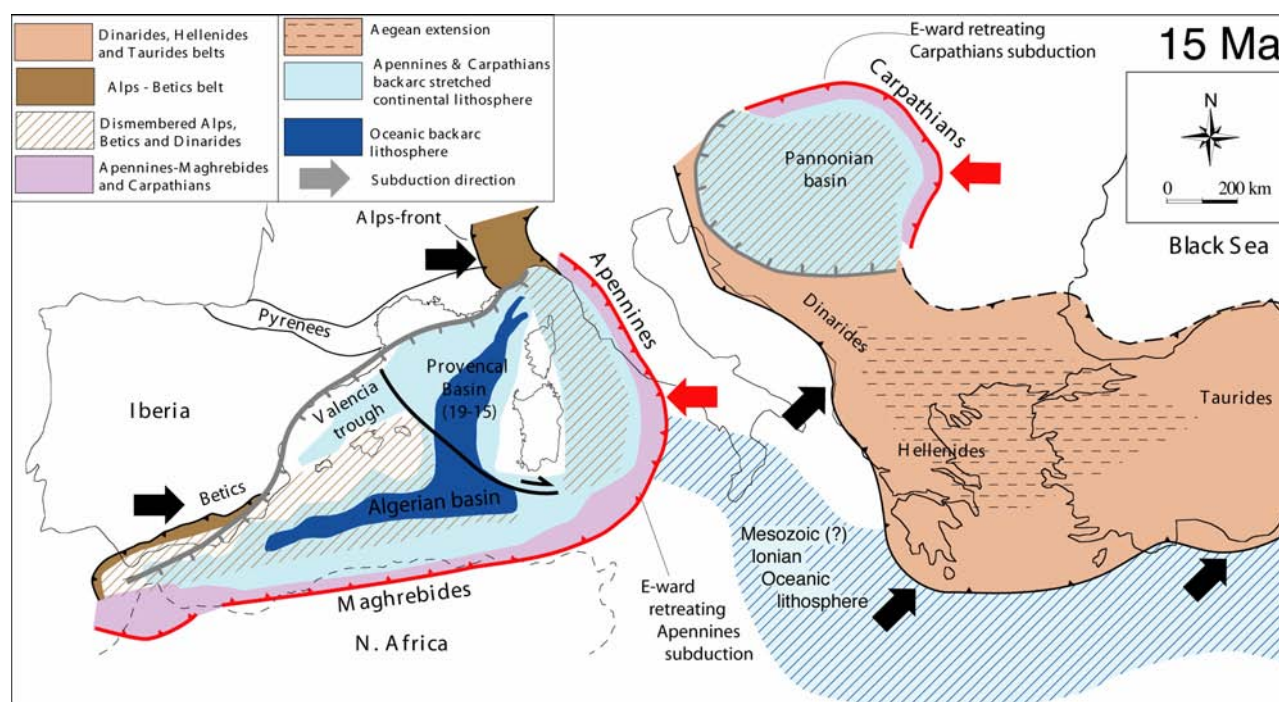 Dinarides, Hellenides
and Taurides belts
Alps - Betics belt
Dismembered Alps,
Betics and Dinarides
Apennines-Maghrebides
and Carpathians
Aegean extension
Apennines & Carpathians
backarc stretched
continental lithosphere
Oceanic backarc
lithosphere
Subduction direction
E-ward retreating
Carpathians subduction
15 Ma
N
0 200 km
Black Sea
Carpathians
Pannonian
basin
Alps-front
Apennines
Pyrenees
Dinarides
Provencal
Basin
(19-15)
Iberia
Valencia
trough
Taurides
Hellenides
Betics
Algerian basin
Mesozoic (?)
Ionian
Oceanic
lithosphere
Maghrebides
E-ward
retreating
Apennines
subduction
N. Africa